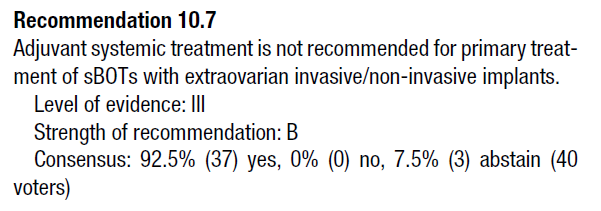 Recommendation 10.7
Adjuvant systemic treatment is not recommended for primary treat-
ment of sBOTs with extraovarian invasive/non-invasive implants.
Level of evidence: III
Strength of recommendation: B
Consensus: 92.5% (37) yes, 0% (0) no, 7.5% (3) abstain (40
voters)